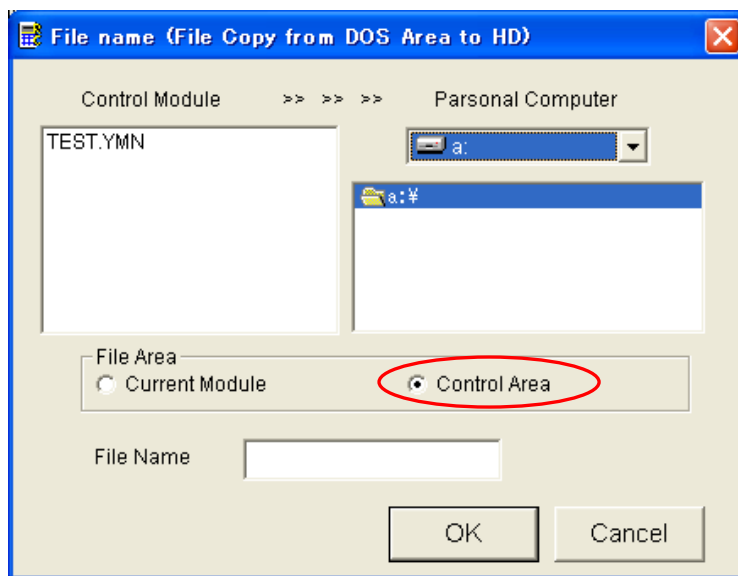 File name (File Copy from DOS Area to HD)
Control Module >> >> >> Parsonal Computer
TEST.YMN
a:
a:¥
File Area
Current Module
Control Area
File Name
OK
Cancel